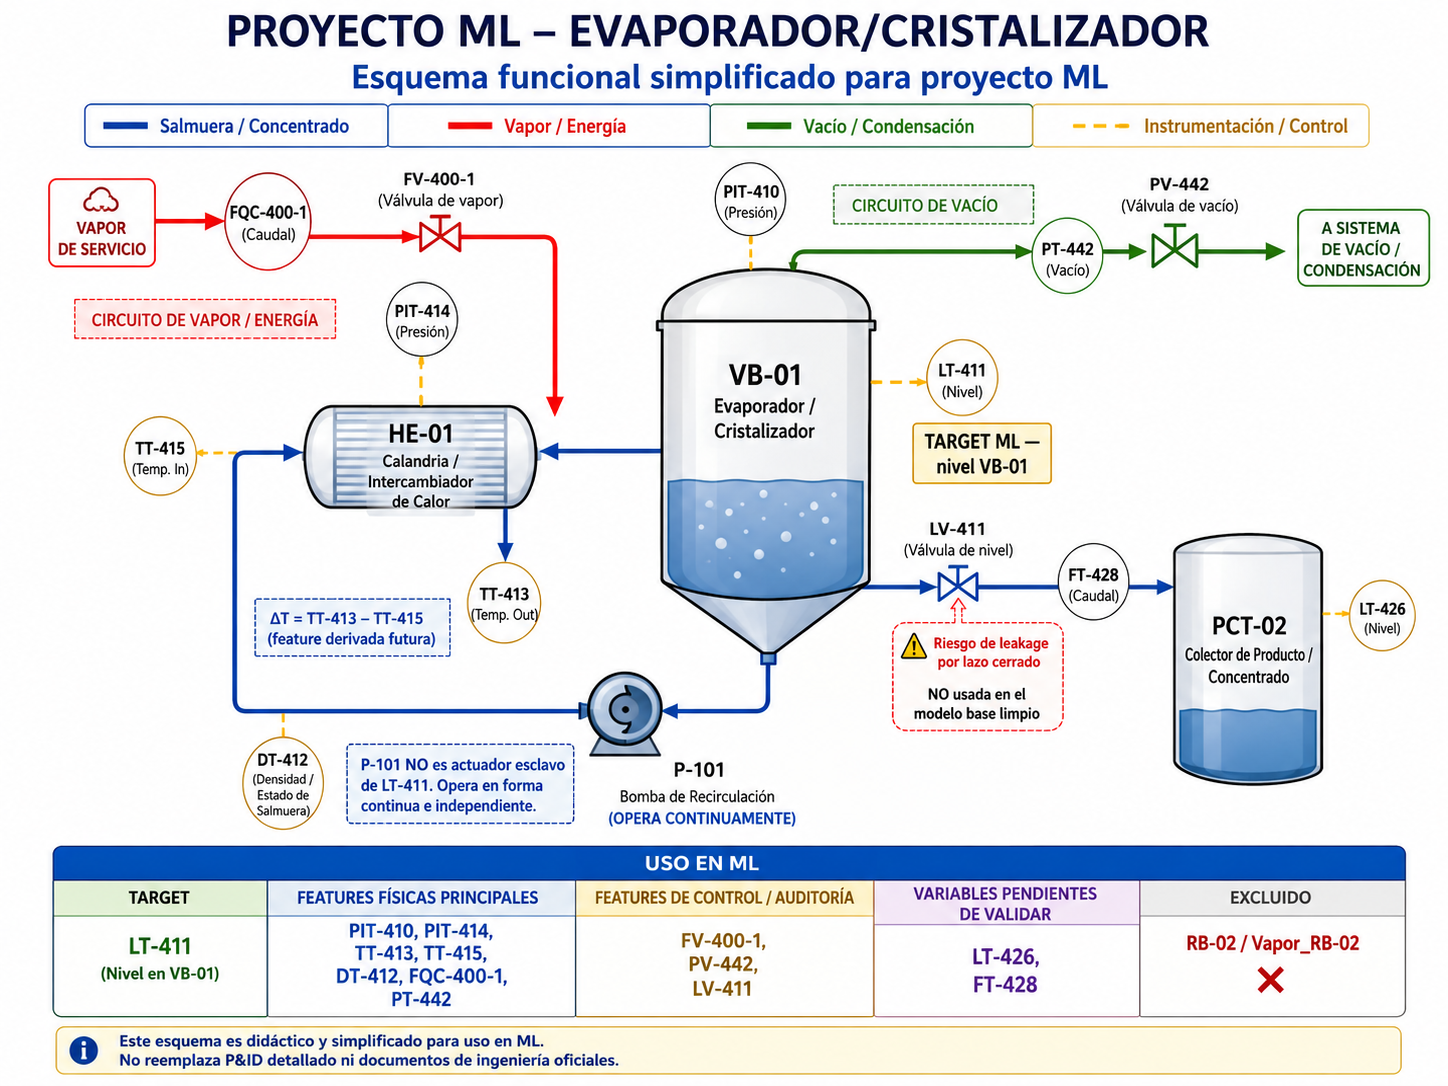 PROYECTO ML – EVAPORADOR/CRISTALIZADOR
Esquema funcional simplificado para proyecto ML
Salmuera / Concentrado
Vapor / Energía
Vacío / Condensación
Instrumentación / Control
VAPOR
DE SERVICIO
FQC-400-1
(Caudal)
FV-400-1
(Válvula de vapor)
PIT-410
(Presión)
CIRCUITO DE VACÍO
PT-442
(Vacío)
PV-442
(Válvula de vacío)
A SISTEMA
DE VACÍO /
CONDENSACIÓN
CIRCUITO DE VAPOR / ENERGÍA
PIT-414
(Presión)
VB-01
Evaporador /
Cristalizador
LT-411
(Nivel)
TARGET ML —
nivel VB-01
TT-415
(Temp. In)
HE-01
Calandria /
Intercambiador
de Calor
TT-413
(Temp. Out)
ΔT = TT-413 – TT-415
(feature derivada futura)
LV-411
(Válvula de nivel)
FT-428
(Caudal)
Riesgo de leakage
por lazo cerrado
NO usada en el
modelo base limpio
PCT-02
Colector de Producto /
Concentrado
LT-426
(Nivel)
DT-412
(Densidad /
Estado de
Salmuera)
P-101 NO es actuador esclavo
de LT-411. Opera en forma
continua e independiente.
P-101
Bomba de Recirculación
(OPERA CONTINUAMENTE)
USO EN ML
TARGET
LT-411
(Nivel en VB-01)
FEATURES FÍSICAS PRINCIPALES
PIT-410, PIT-414,
TT-413, TT-415,
DT-412, FQC-400-1,
PT-442
FEATURES DE CONTROL / AUDITORÍA
FV-400-1,
PV-442,
LV-411
VARIABLES PENDIENTES
DE VALIDAR
LT-426,
FT-428
EXCLUIDO
RB-02 / Vapor_RB-02
Este esquema es didáctico y simplificado para uso en ML.
No reemplaza P&ID detallado ni documentos de ingeniería oficiales.